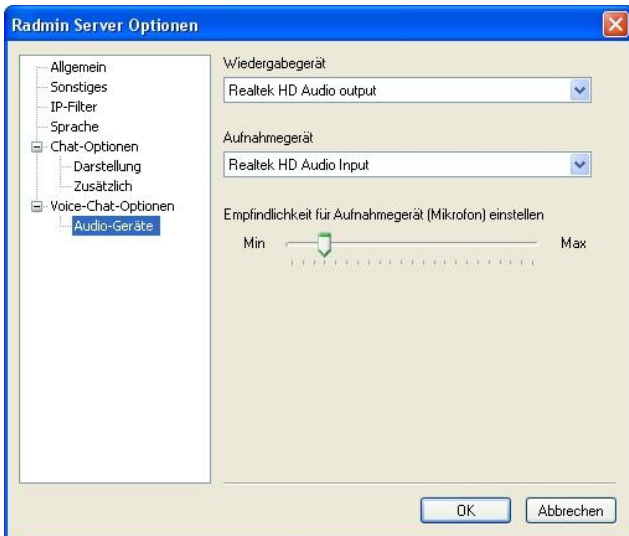 Radmin Server Optionen
Allgemein
Sonstiges
IP-Filter
Sprache
Chat-Optionen
Darstellung
Zusätzlich
Voice-Chat-Optionen
Audio-Geräte
Wiedergabegerät
Realtek HD Audio output
Aufnahmegerät
Realtek HD Audio Input
Empfindlichkeit für Aufnahmegerät (Mikrofon) einstellen
Min Max
OK Abbrechen